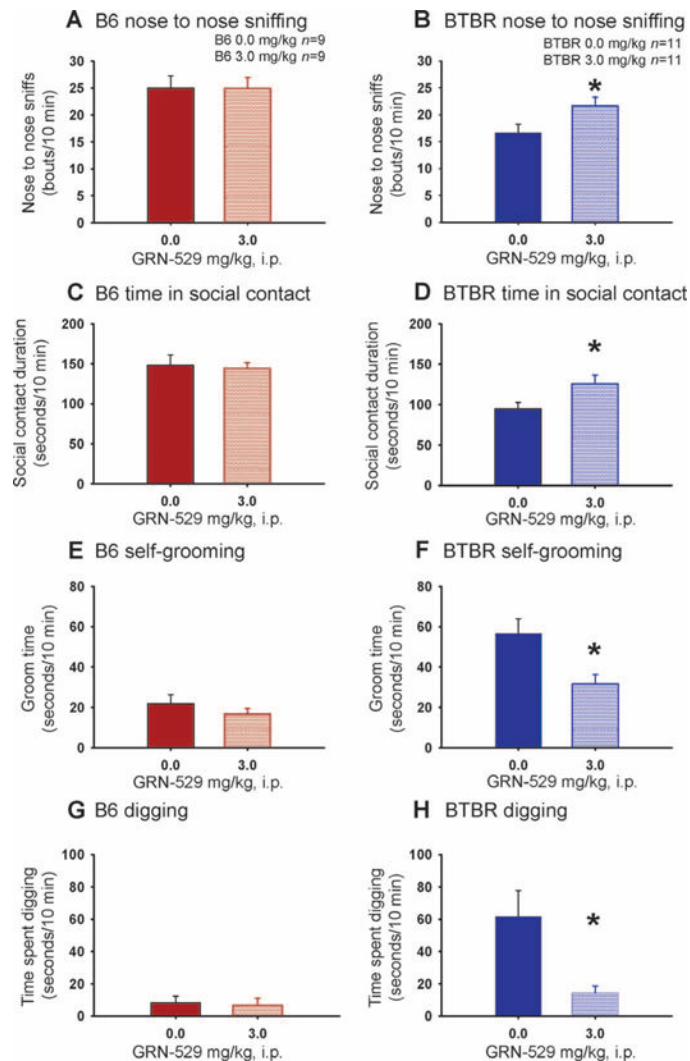 A B6 nose to nose sniffing
B6 0.0 mg/kg n=9
B6 3.0 mg/kg n=9
Nose to nose sniffs
(bouts/10 min)
30
25
20
15
10
5
0
0.0 3.0
GRN-529 mg/kg, i.p.
B BTBR nose to nose sniffing
BTBR 0.0 mg/kg n=11
BTBR 3.0 mg/kg n=11
*
Nose to nose sniffs
(bouts/10 min)
30
25
20
15
10
5
0
0.0 3.0
GRN-529 mg/kg, i.p.
C B6 time in social contact
Social contact duration
(seconds/10 min)
200
150
100
50
0
0.0 3.0
GRN-529 mg/kg, i.p.
D BTBR time in social contact
*
Social contact duration
(seconds/10 min)
200
150
100
50
0
0.0 3.0
GRN-529 mg/kg, i.p.
E B6 self-grooming
Groom time
(seconds/10 min)
80
60
40
20
0
0.0 3.0
GRN-529 mg/kg, i.p.
F BTBR self-grooming
*
Groom time
(seconds/10 min)
80
60
40
20
0
0.0 3.0
GRN-529 mg/kg, i.p.
G B6 digging
Time spent digging
(seconds/10 min)
100
80
60
40
20
0
0.0 3.0
GRN-529 mg/kg, i.p.
H BTBR digging
*
Time spent digging
(seconds/10 min)
100
80
60
40
20
0
0.0 3.0
GRN-529 mg/kg, i.p.